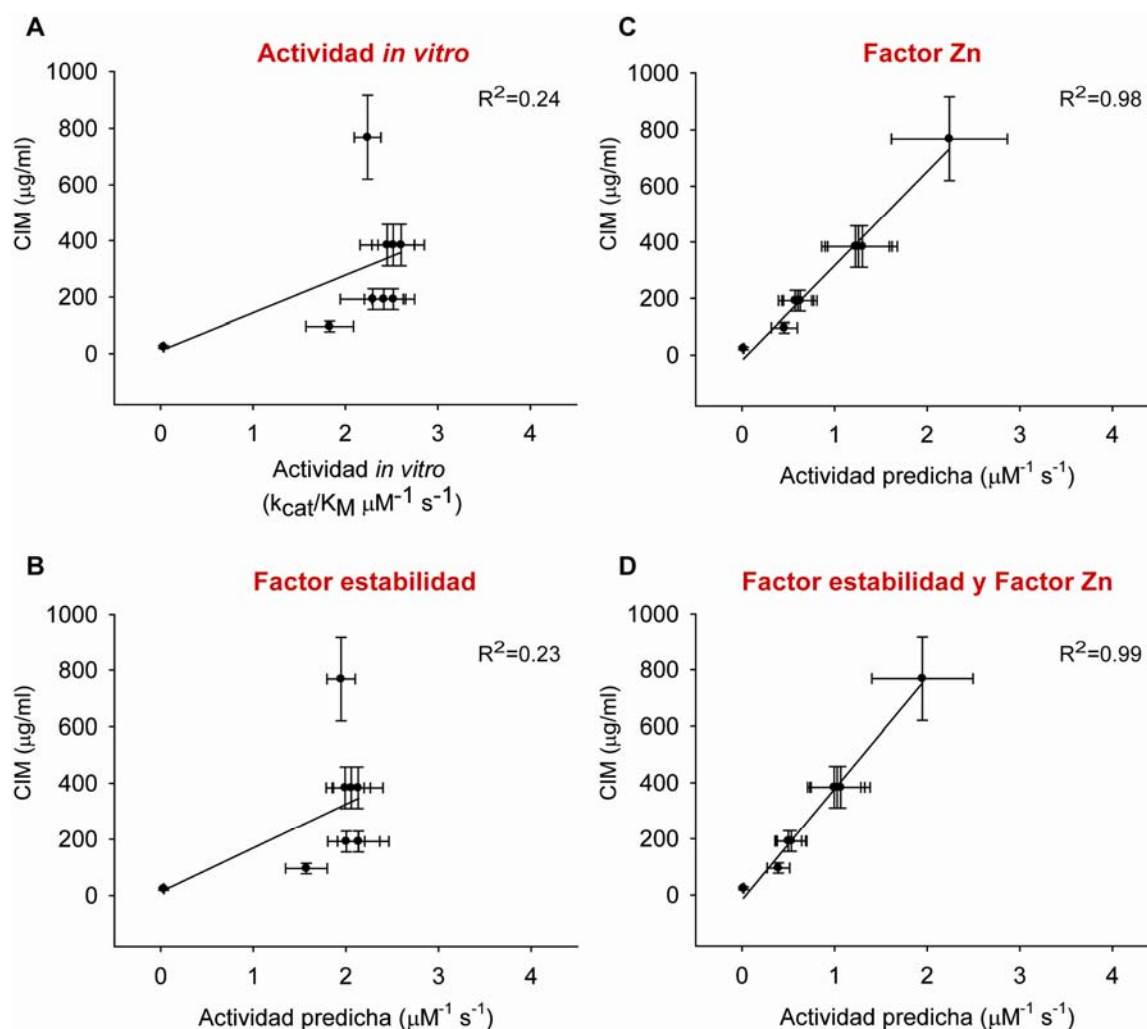 A
Actividad in vitro
R²=0.24
1000
800
600
400
200
0
CIM (μg/ml)
0 1 2 3 4
Actividad in vitro
(kcat/KM μM⁻¹ s⁻¹)
B
Factor estabilidad
R²=0.23
1000
800
600
400
200
0
CIM (μg/ml)
0 1 2 3 4
Actividad predicha (μM⁻¹ s⁻¹)
C
Factor Zn
R²=0.98
1000
800
600
400
200
0
CIM (μg/ml)
0 1 2 3 4
Actividad predicha (μM⁻¹ s⁻¹)
D
Factor estabilidad y Factor Zn
R²=0.99
1000
800
600
400
200
0
CIM (μg/ml)
0 1 2 3 4
Actividad predicha (μM⁻¹ s⁻¹)